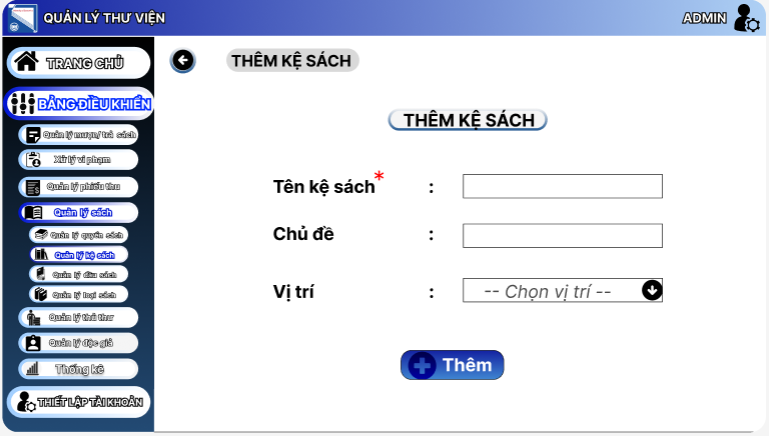 QUẢN LÝ THƯ VIỆN
ADMIN
TRANG CHỦ
BẢNG ĐIỀU KHIỂN
Quản lý mượn/ trả sách
Xử lý vi phạm
Quản lý phiếu thu
Quản lý sách
Quản lý quyển sách
Quản lý kệ sách
Quản lý đầu sách
Quản lý loại sách
Quản lý thủ thư
Quản lý độc giả
Thống kê
THIẾT LẬP TÀI KHOẢN
THÊM KỆ SÁCH
THÊM KỆ SÁCH
Tên kệ sách* :
Chủ đề :
Vị trí : -- Chọn vị trí --
Thêm